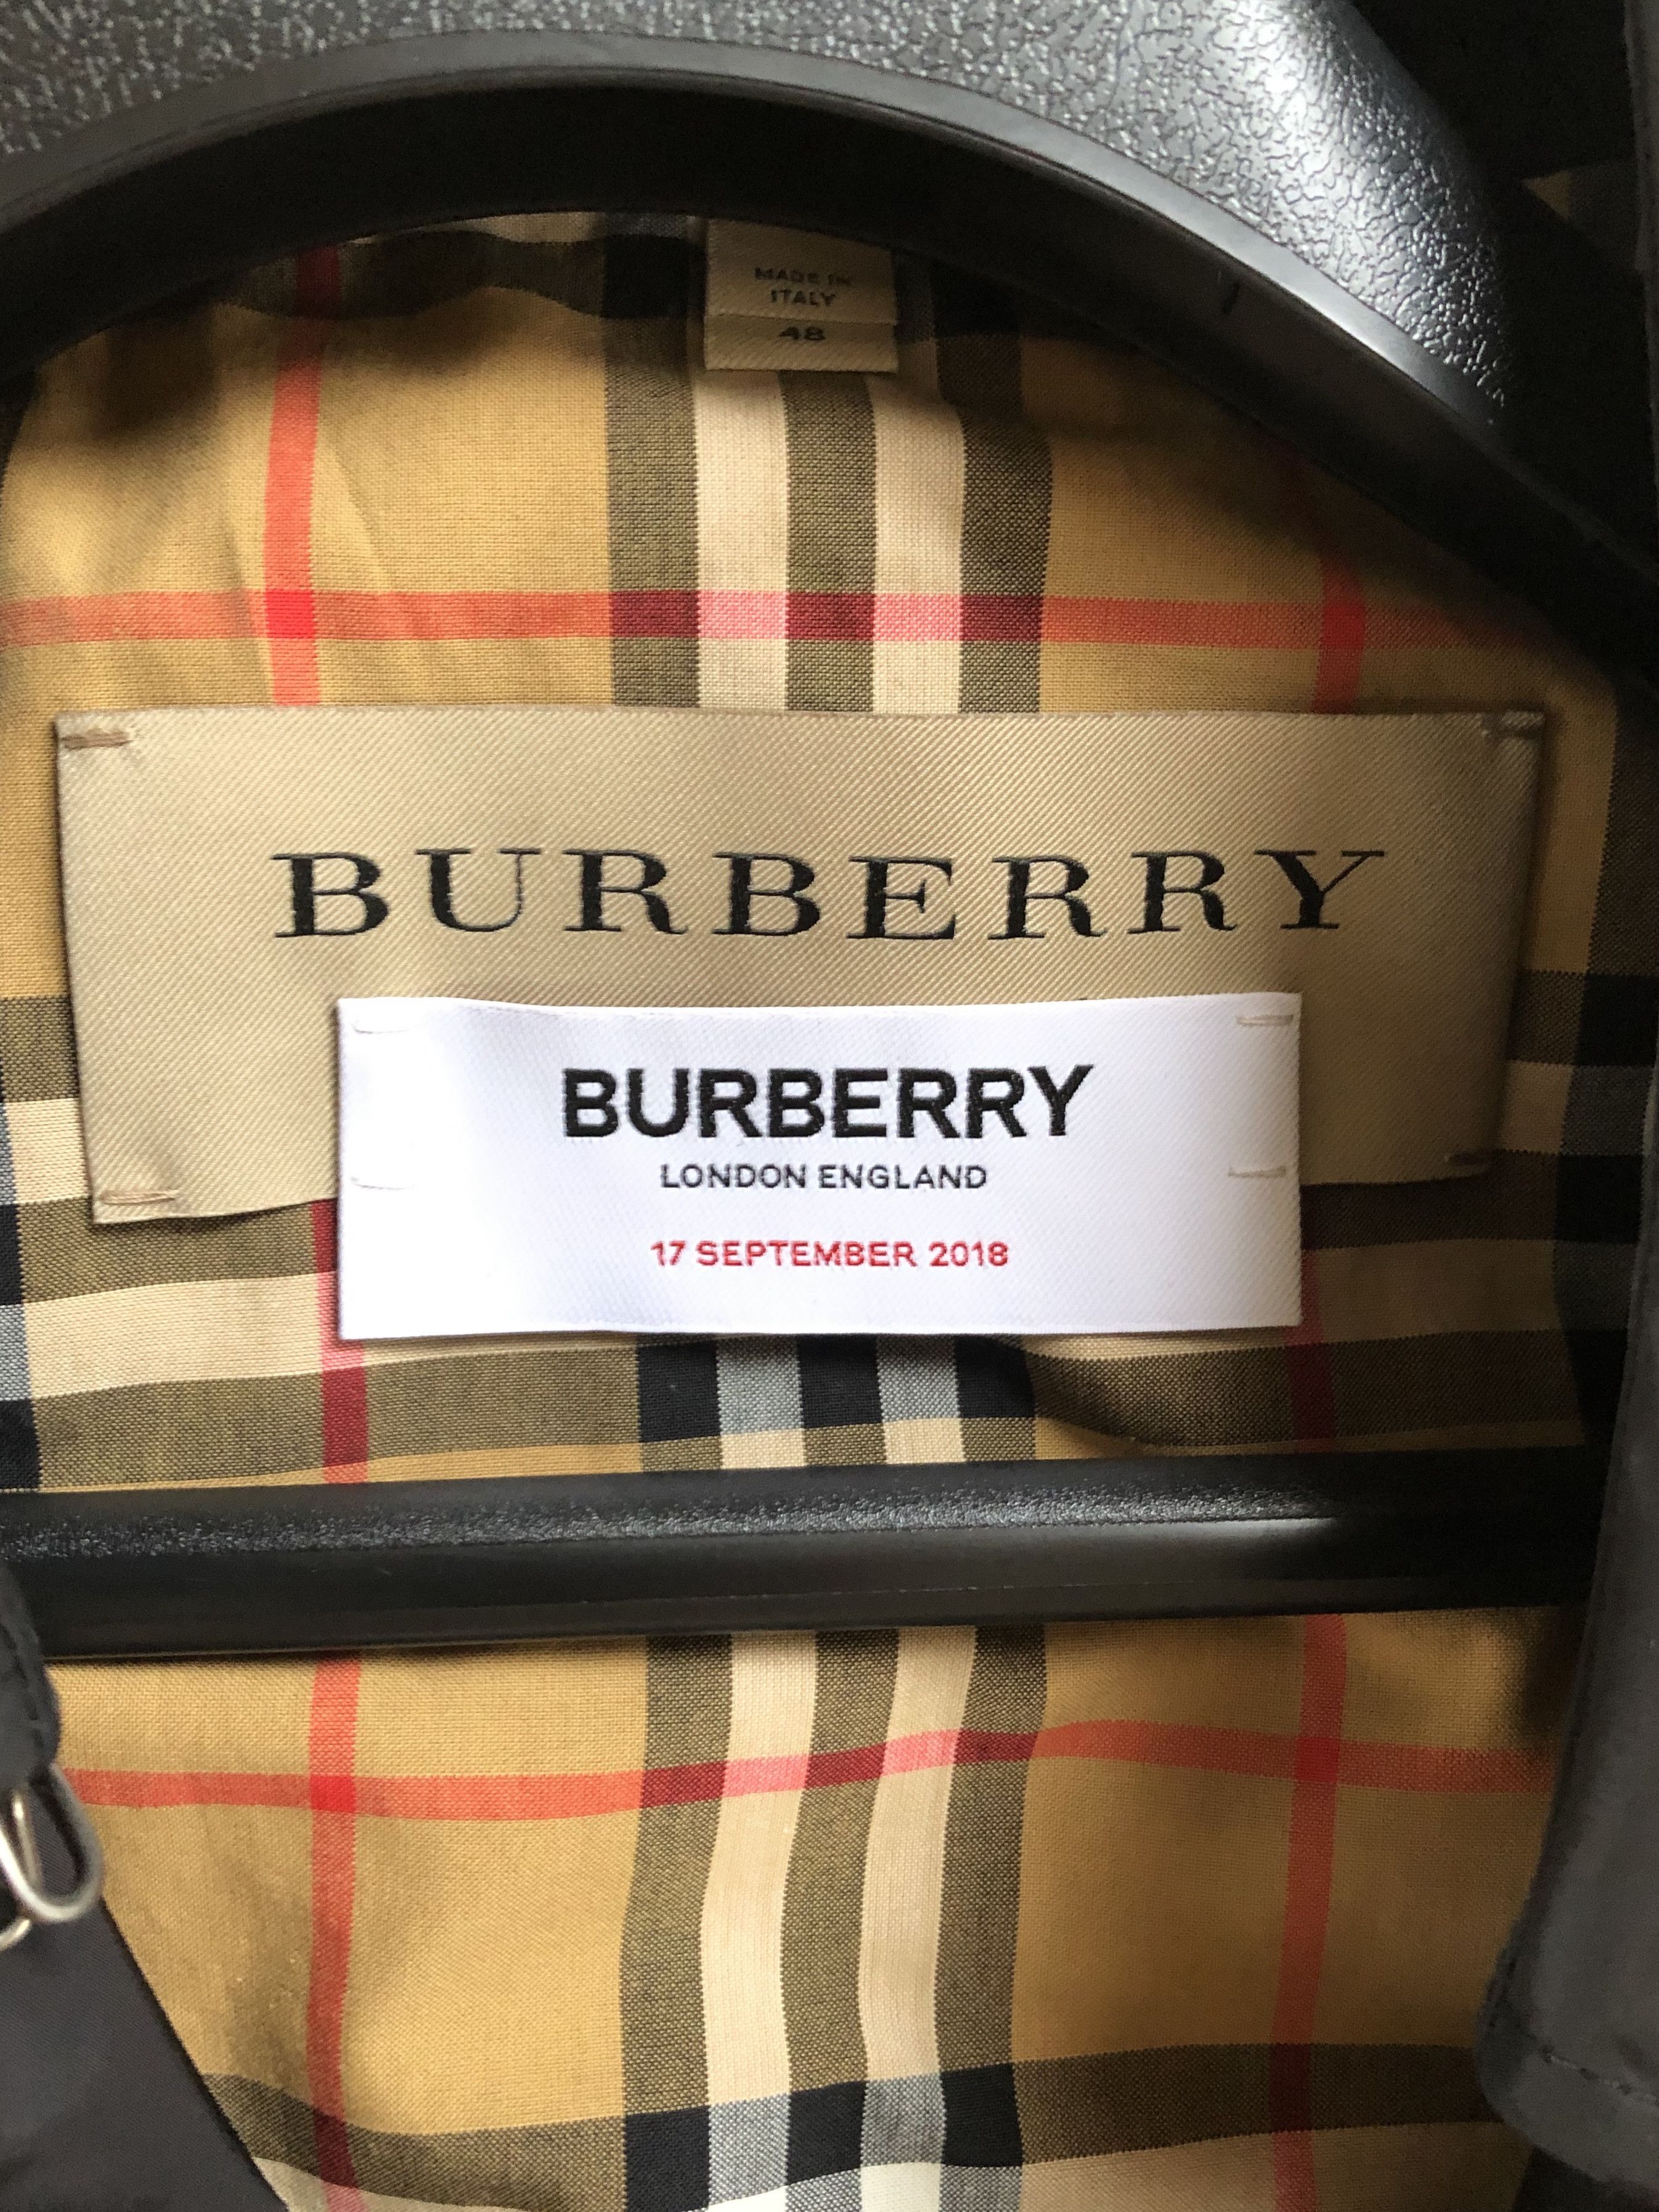 MADE IN
ITALY
48
BURBERRY
BURBERRY
LONDON ENGLAND
17 SEPTEMBER 2018